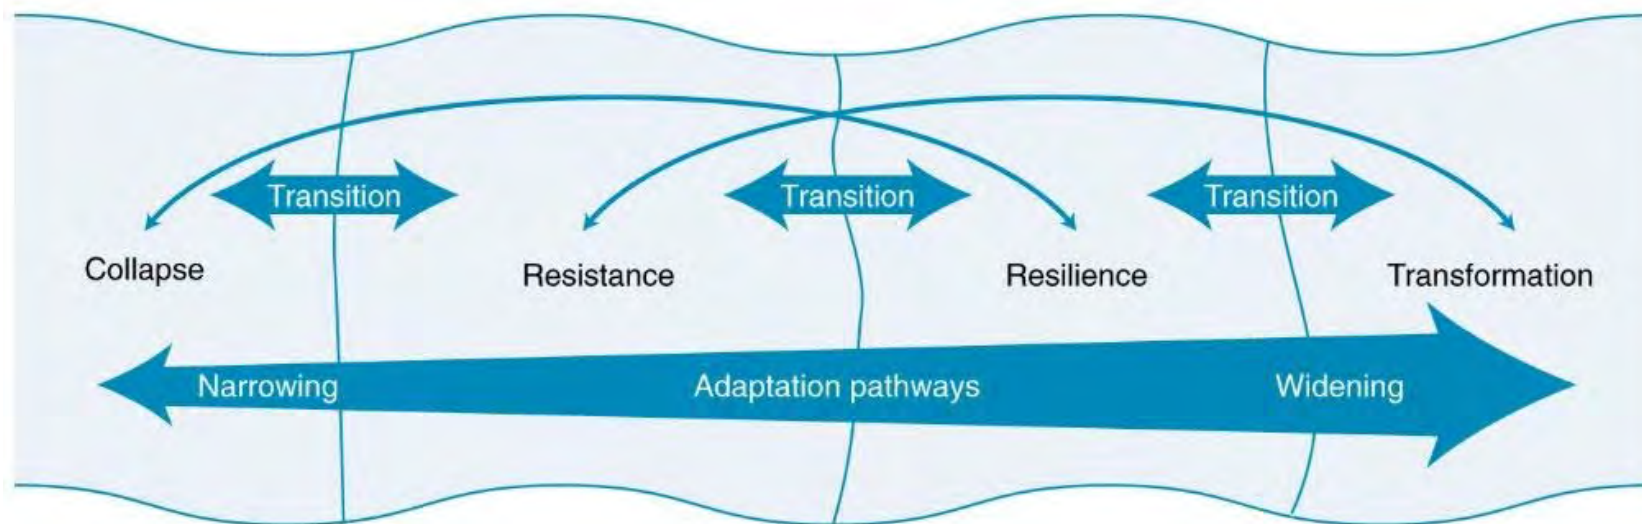 Transition
Transition
Transition
Collapse
Resistance
Resilience
Transformation
Narrowing
Adaptation pathways
Widening